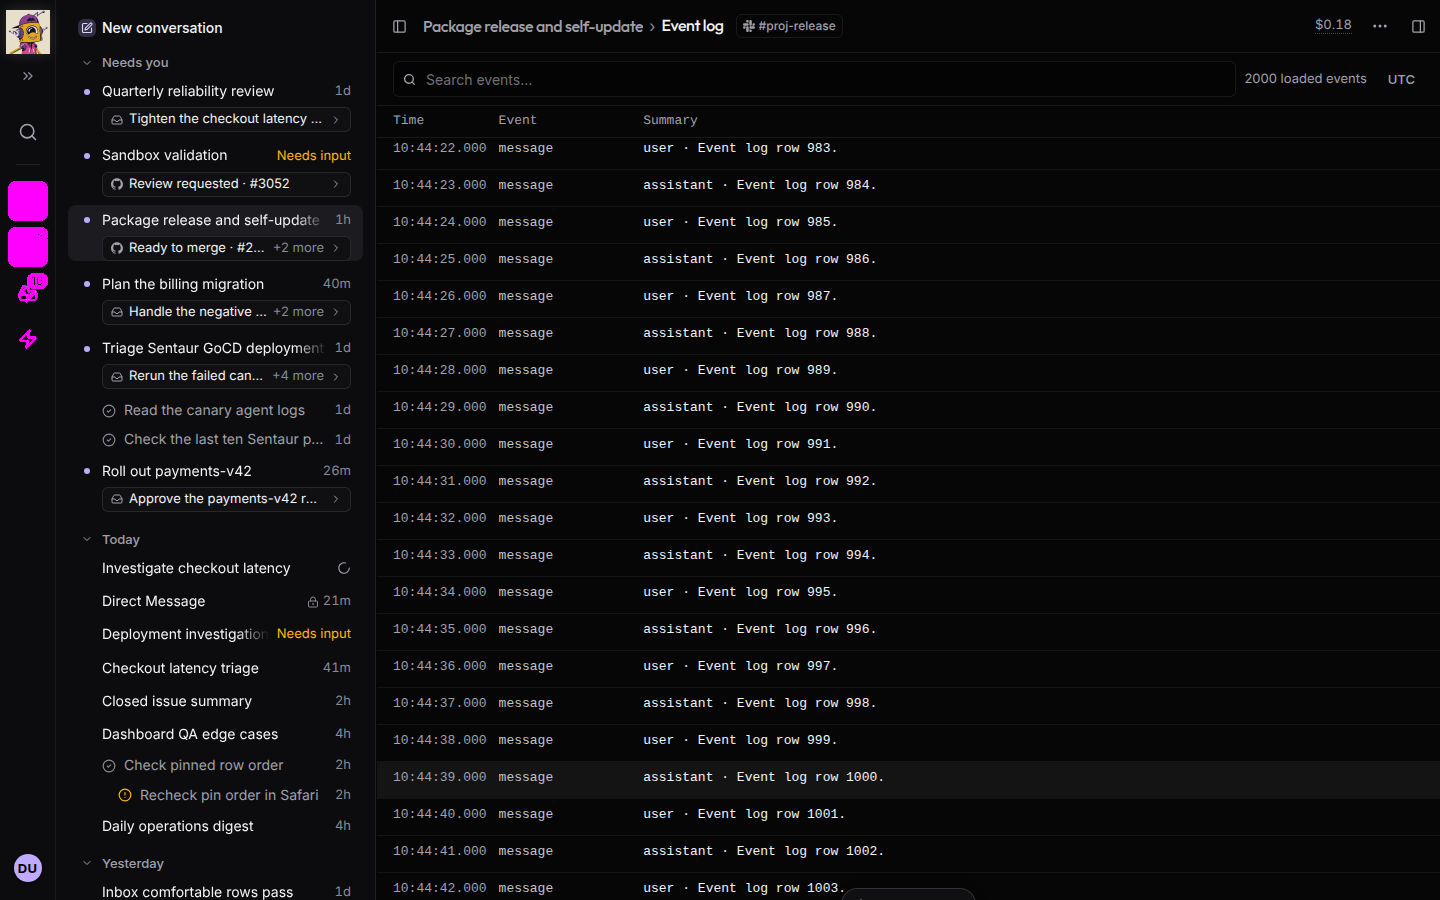 New conversation
Needs you
Quarterly reliability review 1d
Tighten the checkout latency ...
Sandbox validation Needs input
Review requested · #3052
Package release and self-update 1h
Ready to merge · #2... +2 more
Plan the billing migration 40m
Handle the negative ... +2 more
Triage Sentaur GoCD deployment 1d
Rerun the failed can... +4 more
Read the canary agent logs 1d
Check the last ten Sentaur p... 1d
Roll out payments-v42 26m
Approve the payments-v42 r...
Today
Investigate checkout latency
Direct Message 21m
Deployment investigation Needs input
Checkout latency triage 41m
Closed issue summary 2h
Dashboard QA edge cases 4h
Check pinned row order 2h
Recheck pin order in Safari 2h
Daily operations digest 4h
Yesterday
Inbox comfortable rows pass 1d
DU
Package release and self-update › Event log #proj-release $0.18
Search events... 2000 loaded events UTC
Time Event Summary
10:44:22.000 message user · Event log row 983.
10:44:23.000 message assistant · Event log row 984.
10:44:24.000 message user · Event log row 985.
10:44:25.000 message assistant · Event log row 986.
10:44:26.000 message user · Event log row 987.
10:44:27.000 message assistant · Event log row 988.
10:44:28.000 message user · Event log row 989.
10:44:29.000 message assistant · Event log row 990.
10:44:30.000 message user · Event log row 991.
10:44:31.000 message assistant · Event log row 992.
10:44:32.000 message user · Event log row 993.
10:44:33.000 message assistant · Event log row 994.
10:44:34.000 message user · Event log row 995.
10:44:35.000 message assistant · Event log row 996.
10:44:36.000 message user · Event log row 997.
10:44:37.000 message assistant · Event log row 998.
10:44:38.000 message user · Event log row 999.
10:44:39.000 message assistant · Event log row 1000.
10:44:40.000 message user · Event log row 1001.
10:44:41.000 message assistant · Event log row 1002.
10:44:42.000 message user · Event log row 1003.